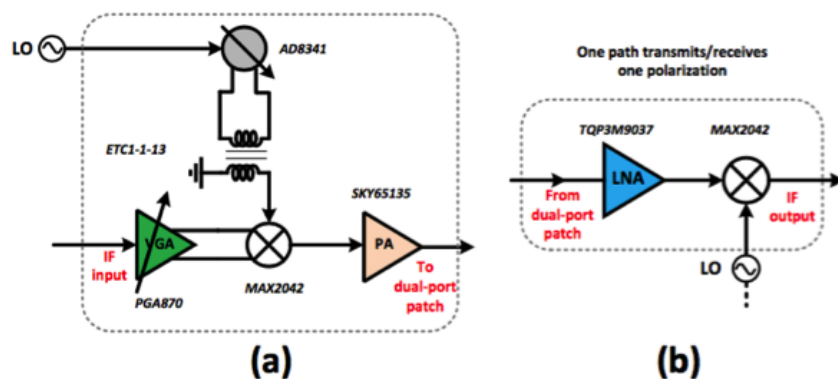 LO
AD8341
ETC1-1-13
SKY65135
VGA
PA
IF
input
PGA870
MAX2042
To
dual-port
patch
(a)
One path transmits/receives
one polarization
TQP3M9037
MAX2042
LNA
From
dual-port
patch
IF
output
LO
(b)